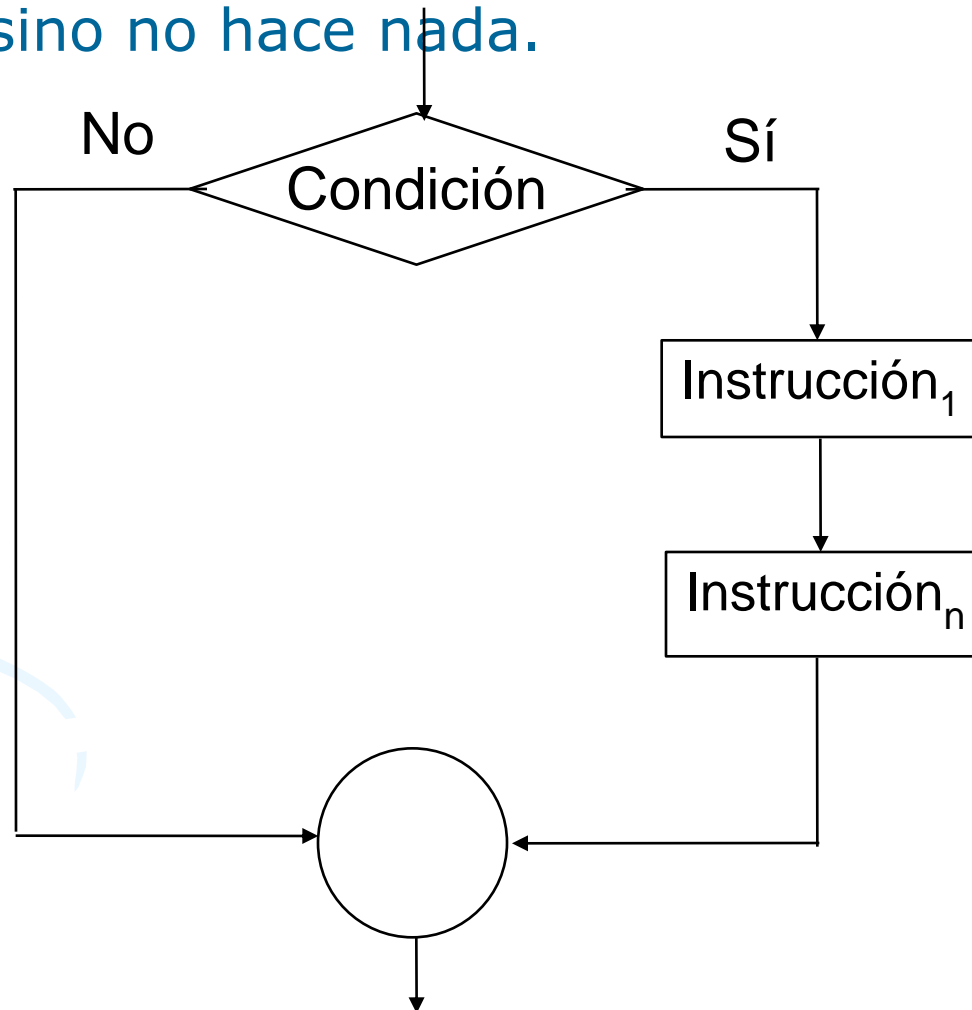 sino no hace nada.
No
Sí
Condición
Instrucción₁
Instrucciónₙ